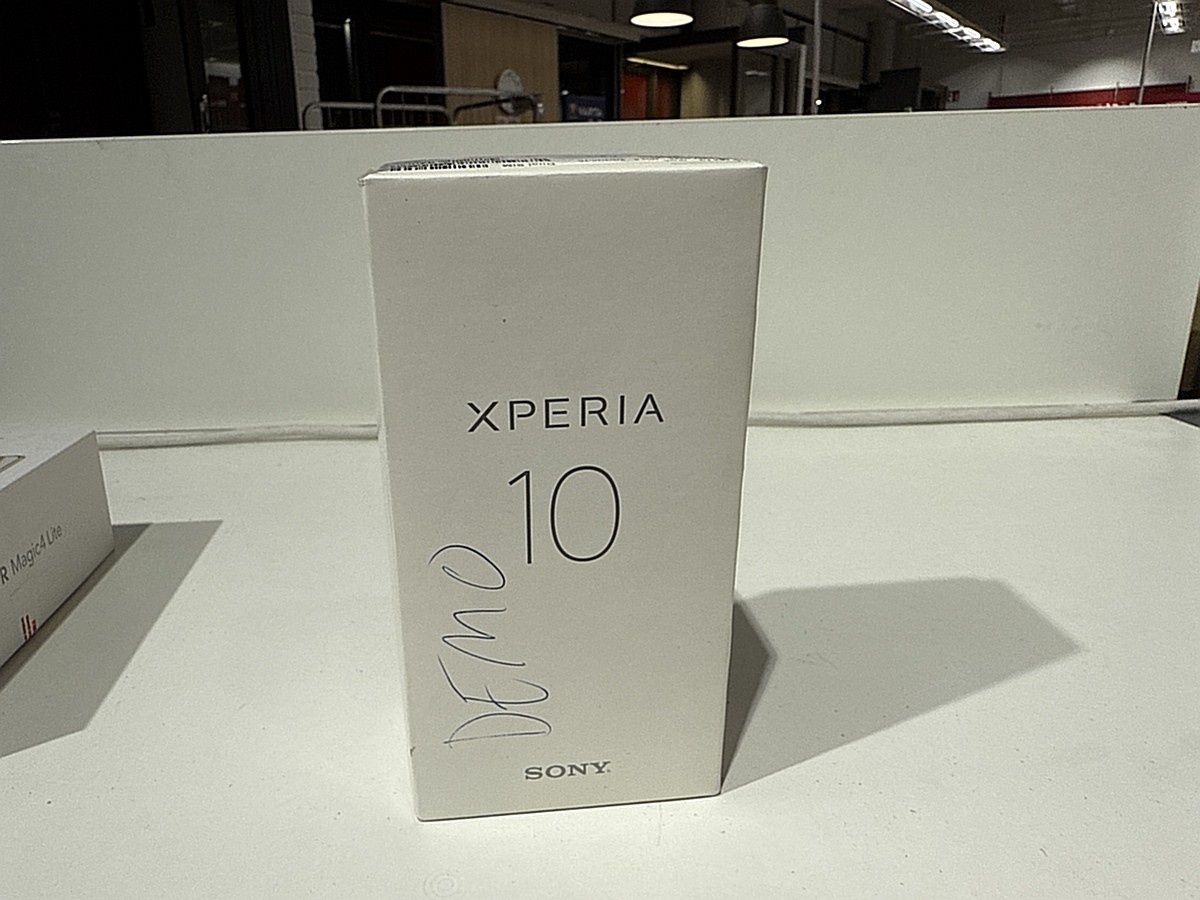 XPERIA
10
DEMO
SONY
R Magic4 Lite